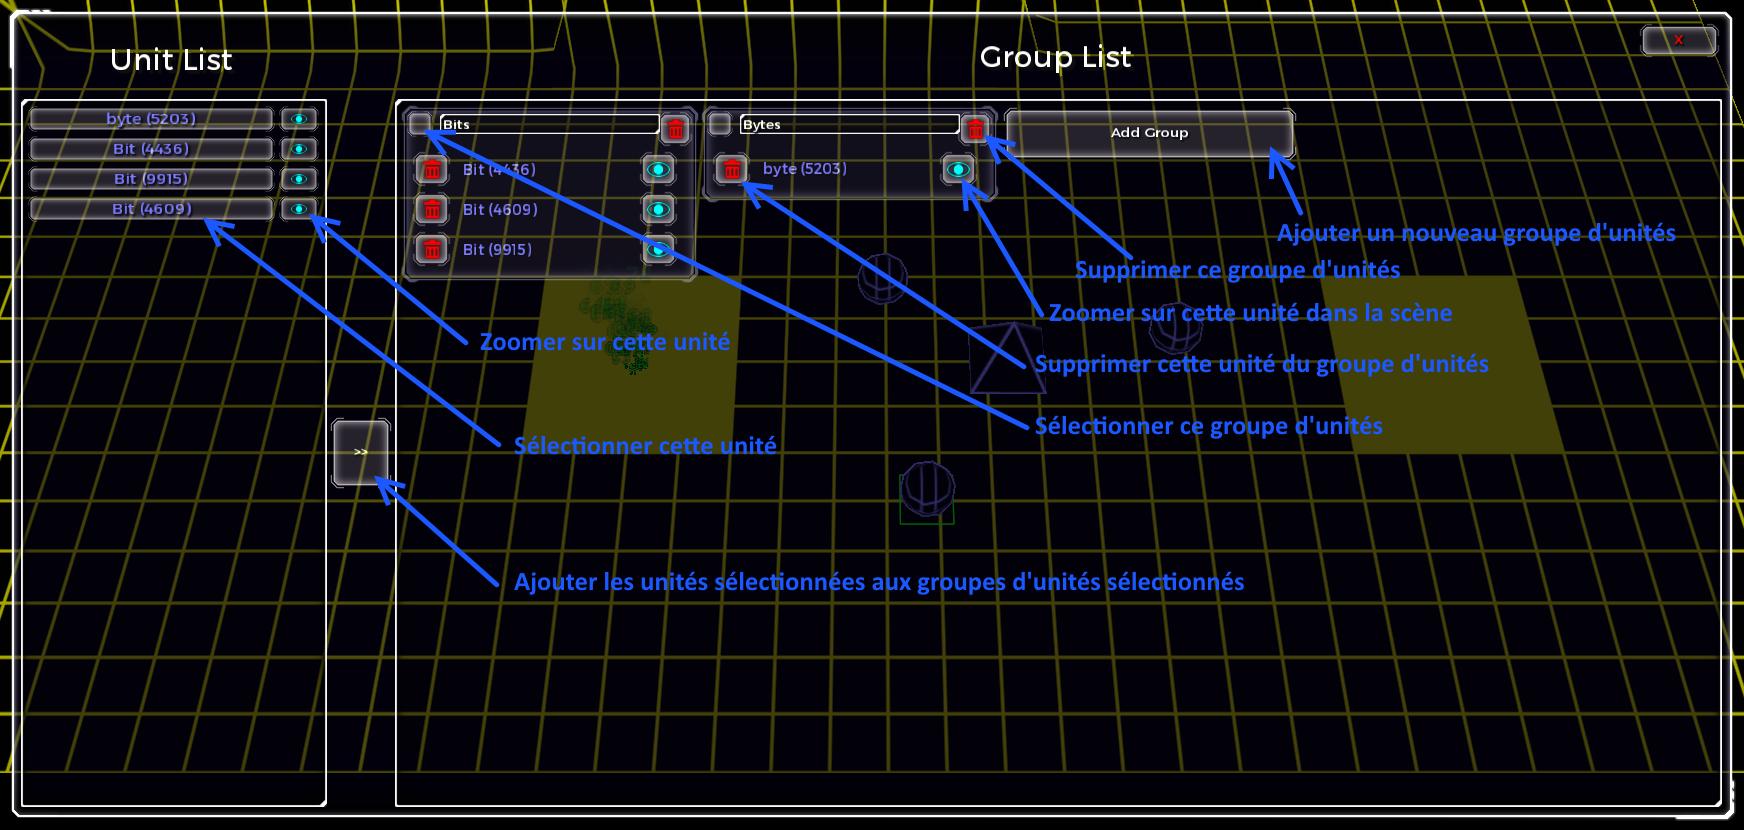 Unit List
Group List
X
byte (5203)
Bit (4436)
Bit (9915)
Bit (4609)
Bits
Bit (4436)
Bit (4609)
Bit (9915)
Bytes
byte (5203)
Add Group
Ajouter un nouveau groupe d'unités
Supprimer ce groupe d'unités
Zoomer sur cette unité dans la scène
Zoomer sur cette unité
Supprimer cette unité du groupe d'unités
Sélectionner ce groupe d'unités
Sélectionner cette unité
>>
Ajouter les unités sélectionnées aux groupes d'unités sélectionnés